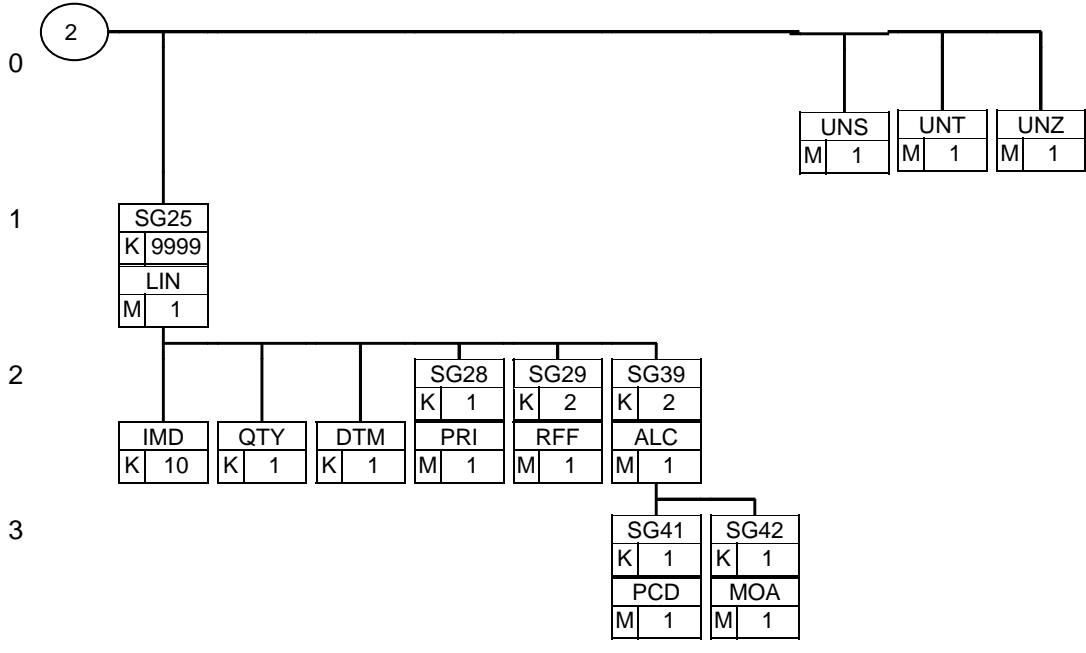 2
0
UNS UNT UNZ
M 1 M 1 M 1
1
SG25
K 9999
LIN
M 1
2
SG28 SG29 SG39
K 1 K 2 K 2
IMD QTY DTM PRI RFF ALC
K 10 K 1 K 1 M 1 M 1 M 1
3
SG41 SG42
K 1 K 1
PCD MOA
M 1 M 1